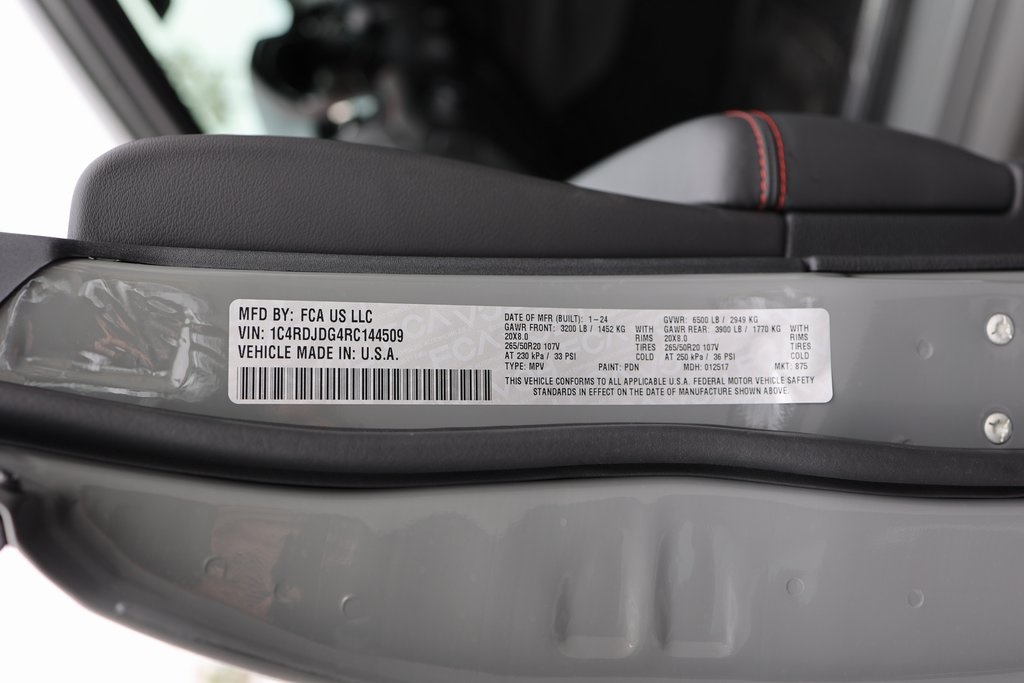 MFD BY: FCA US LLC
VIN: 1C4RDJDG4RC144509
VEHICLE MADE IN: U.S.A.
DATE OF MFR (BUILT): 1-24 GVWR: 6500 LB / 2949 KG
GAWR FRONT: 3200 LB / 1452 KG WITH GAWR REAR: 3900 LB / 1770 KG WITH
20X8.0 RIMS 20X8.0 RIMS
265/50R20 107V TIRES 265/50R20 107V TIRES
AT 230 kPa / 33 PSI COLD AT 250 kPa / 36 PSI COLD
TYPE: MPV PAINT: PDN MDH: 012517 MKT: 875
THIS VEHICLE CONFORMS TO ALL APPLICABLE U.S.A. FEDERAL MOTOR VEHICLE SAFETY
STANDARDS IN EFFECT ON THE DATE OF MANUFACTURE SHOWN ABOVE.